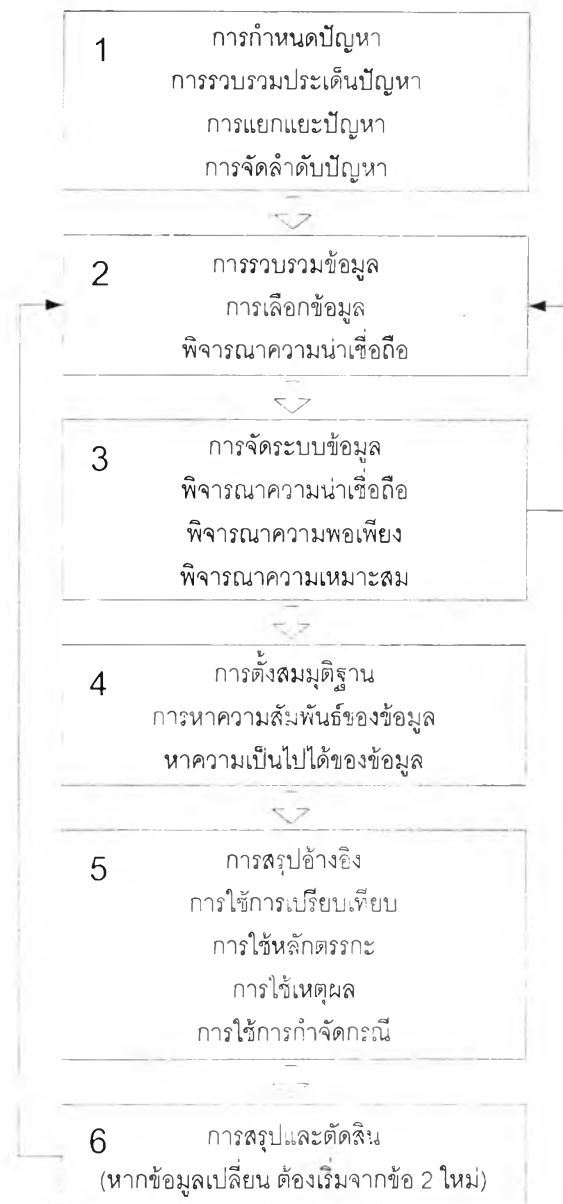 1
การกำหนดปัญหา
การรวบรวมประเด็นปัญหา
การแยกแยะปัญหา
การจัดลำดับปัญหา
2
การรวบรวมข้อมูล
การเลือกข้อมูล
พิจารณาความน่าเชื่อถือ
3
การจัดระบบข้อมูล
พิจารณาความน่าเชื่อถือ
พิจารณาความพอเพียง
พิจารณาความเหมาะสม
4
การตั้งสมมุติฐาน
การหาความสัมพันธ์ของข้อมูล
หาความเป็นไปได้ของข้อมูล
5
การสรุปอ้างอิง
การใช้การเปรียบเทียบ
การใช้หลักตรรกะ
การใช้เหตุผล
การใช้การกำจัดกรณี
6
การสรุปและตัดสิน
(หากข้อมูลเปลี่ยน ต้องเริ่มจากข้อ 2 ใหม่)